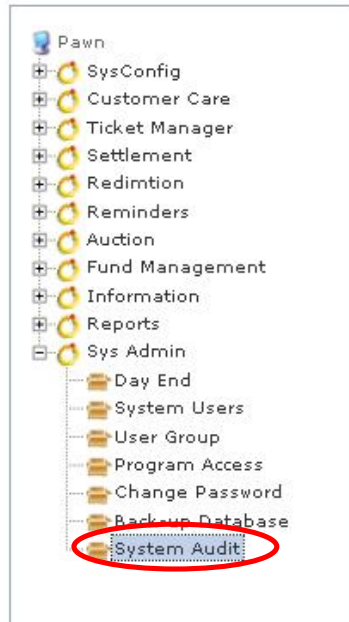 Pawn
SysConfig
Customer Care
Ticket Manager
Settlement
Redimtion
Reminders
Auction
Fund Management
Information
Reports
Sys Admin
Day End
System Users
User Group
Program Access
Change Password
Back-up Database
System Audit